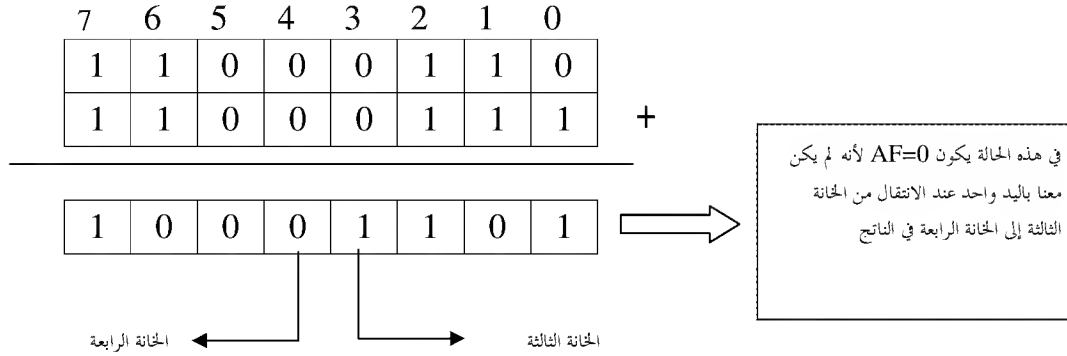 7 6 5 4 3 2 1 0
1 1 0 0 0 1 1 0
1 1 0 0 0 1 1 1 +
1 0 0 0 1 1 0 1
في هذه الحالة يكون AF=0 لأنه لم يكن
معنا باليد واحد عند الانتقال من الخانة
الثالثة إلى الخانة الرابعة في الناتج
الخانة الثالثة
الخانة الرابعة